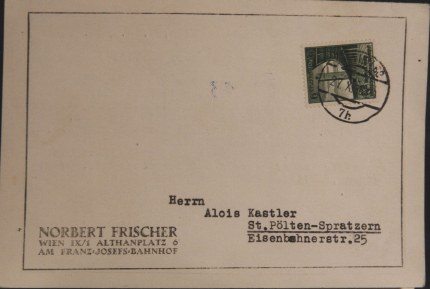 7h
Herrn
Alois Kastler
St.Pölten-Spratzern
Eisenbahnerstr.25
NORBERT FRISCHER
WIEN IX/1 ALTHANPLATZ 6
AM FRANZ-JOSEFS-BAHNHOF